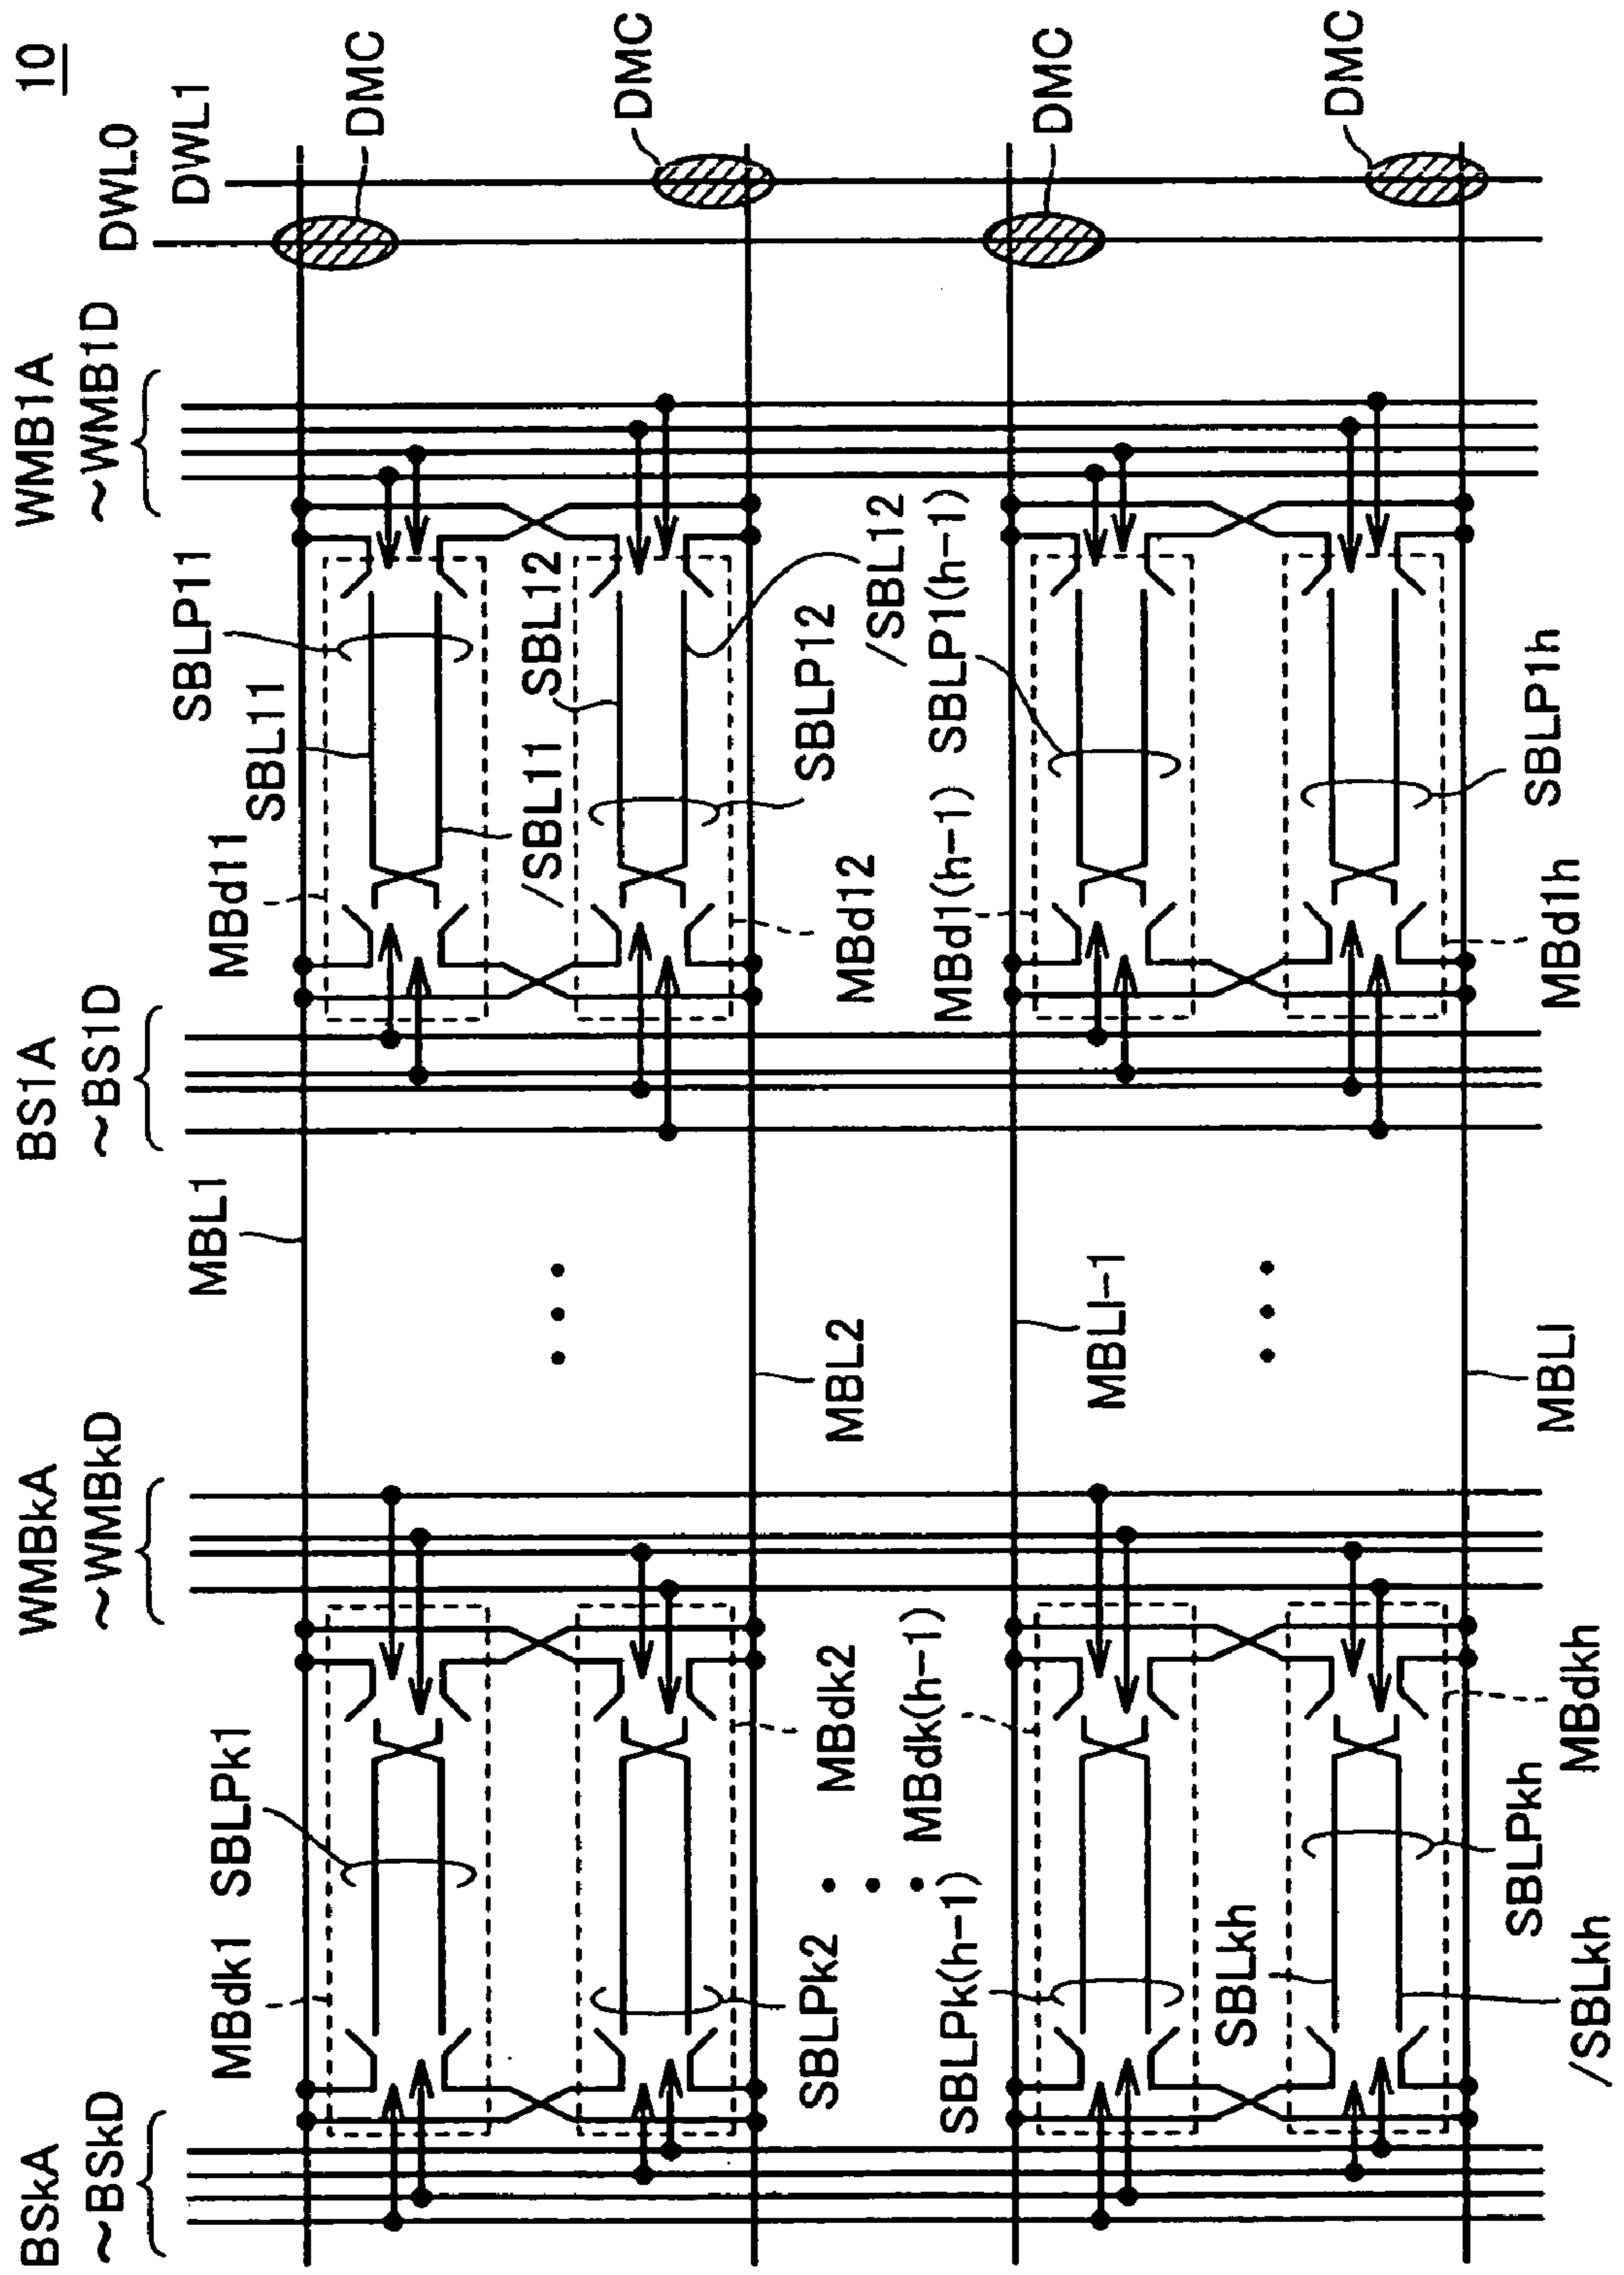 10
BSkA
~BSkD
WMBkA
~WMBkD
BS1A
~BS1D
WMB1A
~WMB1D
DWL0
DWL1
MBdk1
SBLPk1
MBL1
MBd11
SBL11
SBLP11
DMC
/SBL11
SBL12
DMC
SBLPk2
MBdk2
MBL2
MBd12
SBLP12
/SBL12
SBLPk(h-1)
MBdk(h-1)
MBd1(h-1)
SBLP1(h-1)
DMC
MBLl-1
SBLkh
DMC
/SBLkh
SBLPkh
MBdkh
MBLl
MBd1h
SBLP1h